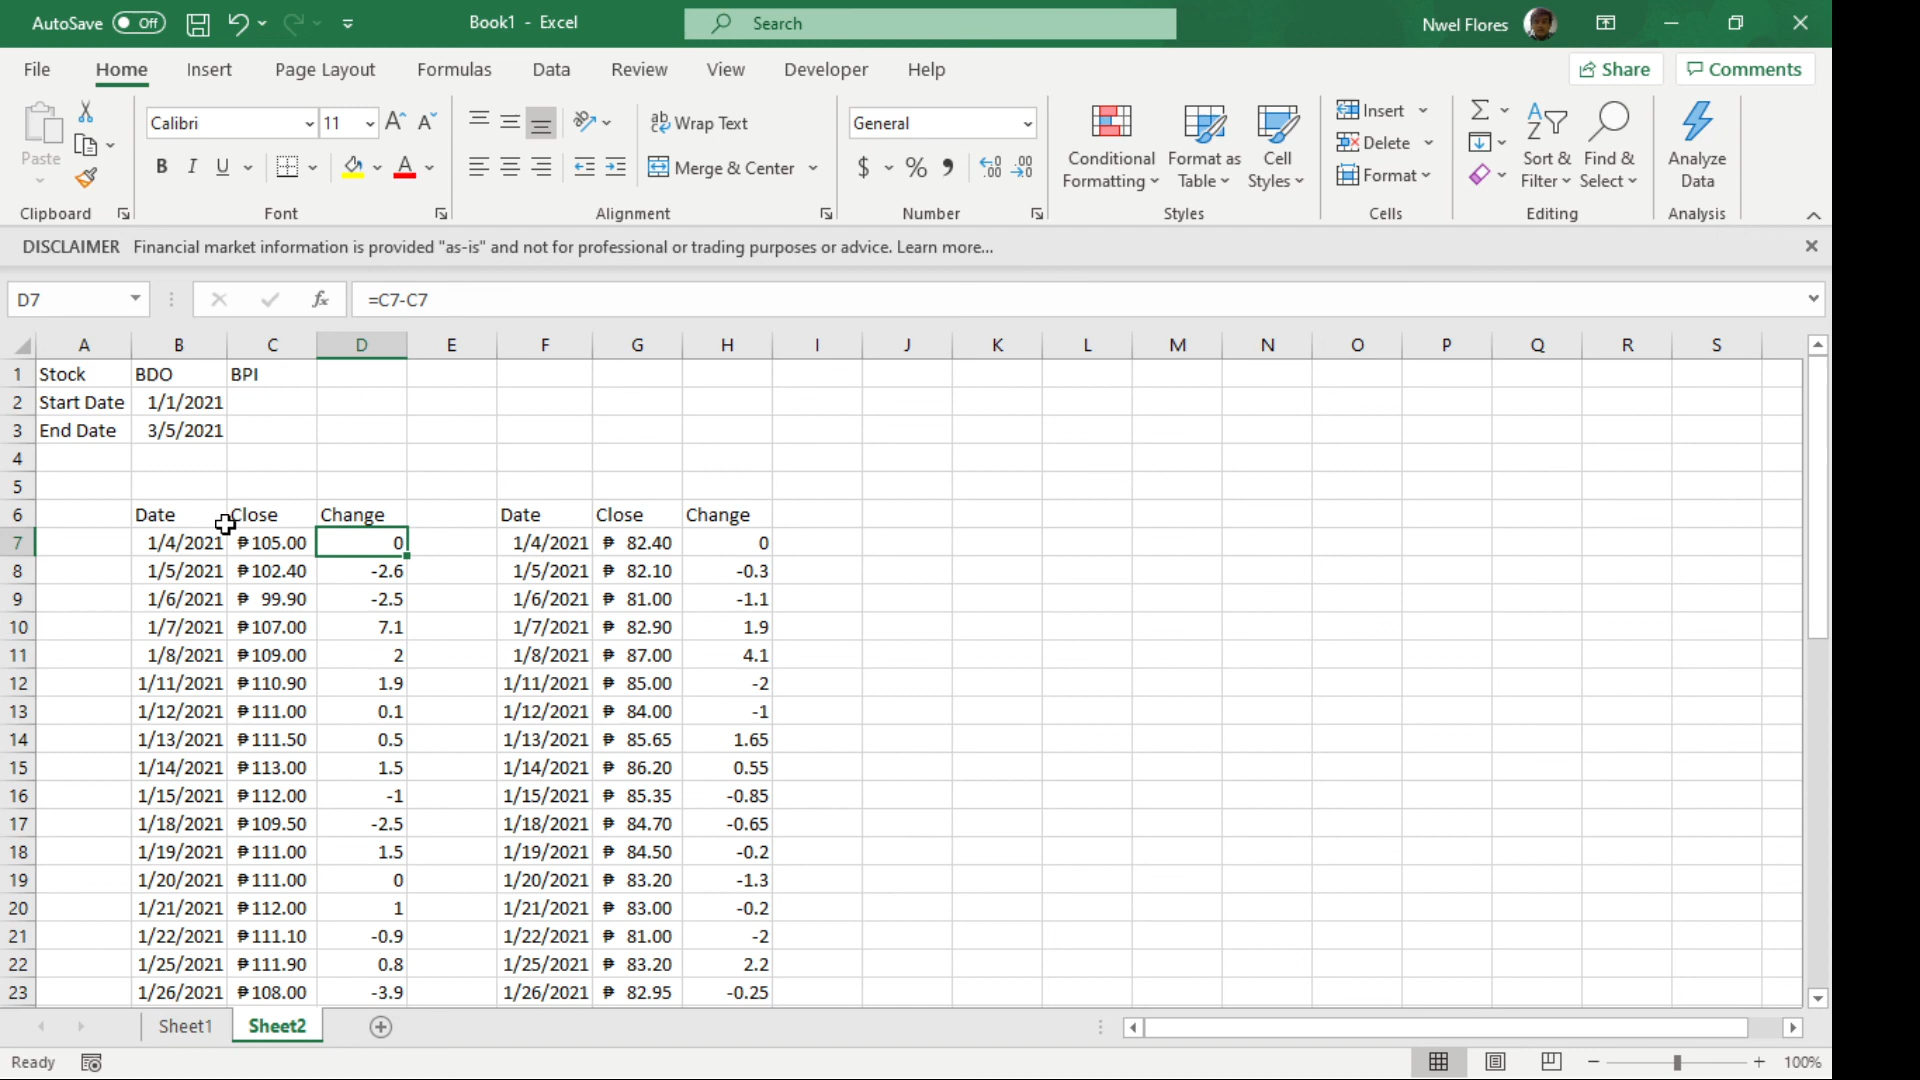 AutoSave Off Book1 - Excel Search Nwel Flores
File Home Insert Page Layout Formulas Data Review View Developer Help Share Comments
Paste Calibri 11 Wrap Text General Conditional Formatting Format as Table Cell Styles Insert Sort & Filter Find & Select Analyze Data
B I U A Merge & Center $ % Delete
Format
Clipboard Font Alignment Number Styles Cells Editing Analysis
DISCLAIMER Financial market information is provided "as-is" and not for professional or trading purposes or advice. Learn more...
D7 fx =C7-C7
A B C D E F G H I J K L M N O P Q R S
1 Stock BDO BPI
2 Start Date 1/1/2021
3 End Date 3/5/2021
4
5
6 Date Close Change Date Close Change
7 1/4/2021 ₱105.00 0 1/4/2021 ₱ 82.40 0
8 1/5/2021 ₱102.40 -2.6 1/5/2021 ₱ 82.10 -0.3
9 1/6/2021 ₱ 99.90 -2.5 1/6/2021 ₱ 81.00 -1.1
10 1/7/2021 ₱107.00 7.1 1/7/2021 ₱ 82.90 1.9
11 1/8/2021 ₱109.00 2 1/8/2021 ₱ 87.00 4.1
12 1/11/2021 ₱110.90 1.9 1/11/2021 ₱ 85.00 -2
13 1/12/2021 ₱111.00 0.1 1/12/2021 ₱ 84.00 -1
14 1/13/2021 ₱111.50 0.5 1/13/2021 ₱ 85.65 1.65
15 1/14/2021 ₱113.00 1.5 1/14/2021 ₱ 86.20 0.55
16 1/15/2021 ₱112.00 -1 1/15/2021 ₱ 85.35 -0.85
17 1/18/2021 ₱109.50 -2.5 1/18/2021 ₱ 84.70 -0.65
18 1/19/2021 ₱111.00 1.5 1/19/2021 ₱ 84.50 -0.2
19 1/20/2021 ₱111.00 0 1/20/2021 ₱ 83.20 -1.3
20 1/21/2021 ₱112.00 1 1/21/2021 ₱ 83.00 -0.2
21 1/22/2021 ₱111.10 -0.9 1/22/2021 ₱ 81.00 -2
22 1/25/2021 ₱111.90 0.8 1/25/2021 ₱ 83.20 2.2
23 1/26/2021 ₱108.00 -3.9 1/26/2021 ₱ 82.95 -0.25
Sheet1 Sheet2
Ready 100%